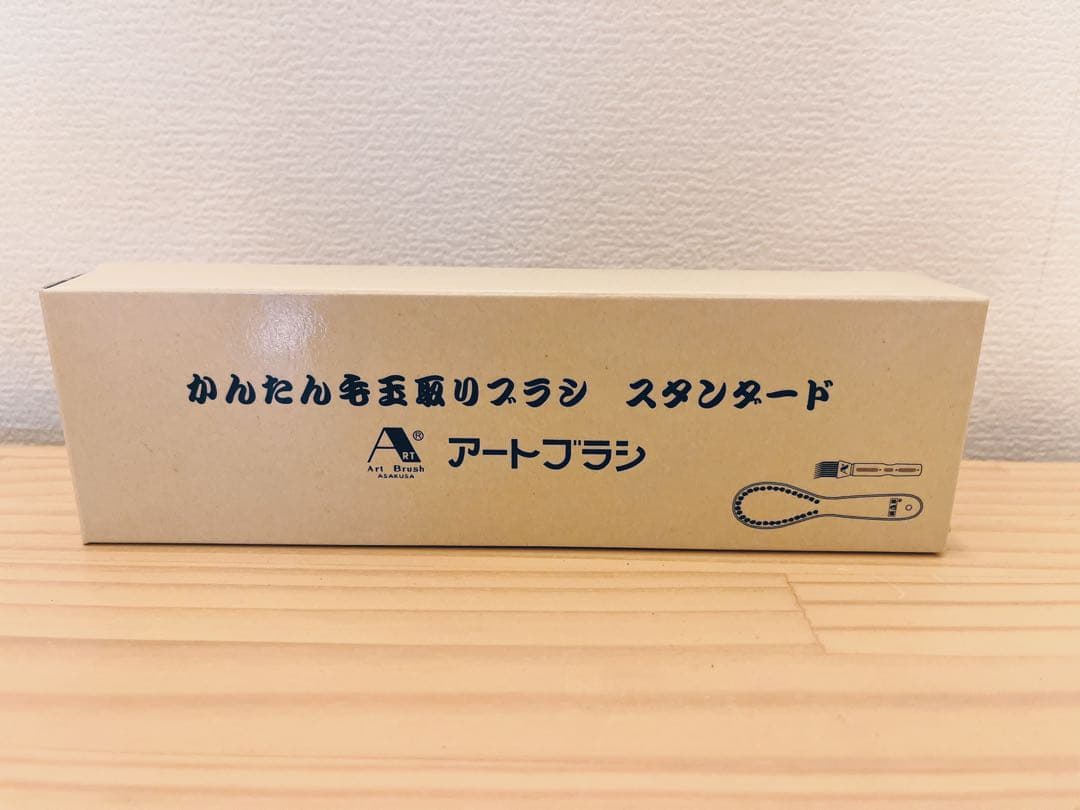 かんたん毛玉取りブラシ スタンダード
ART®
アートブラシ
Art Brush
ASAKUSA